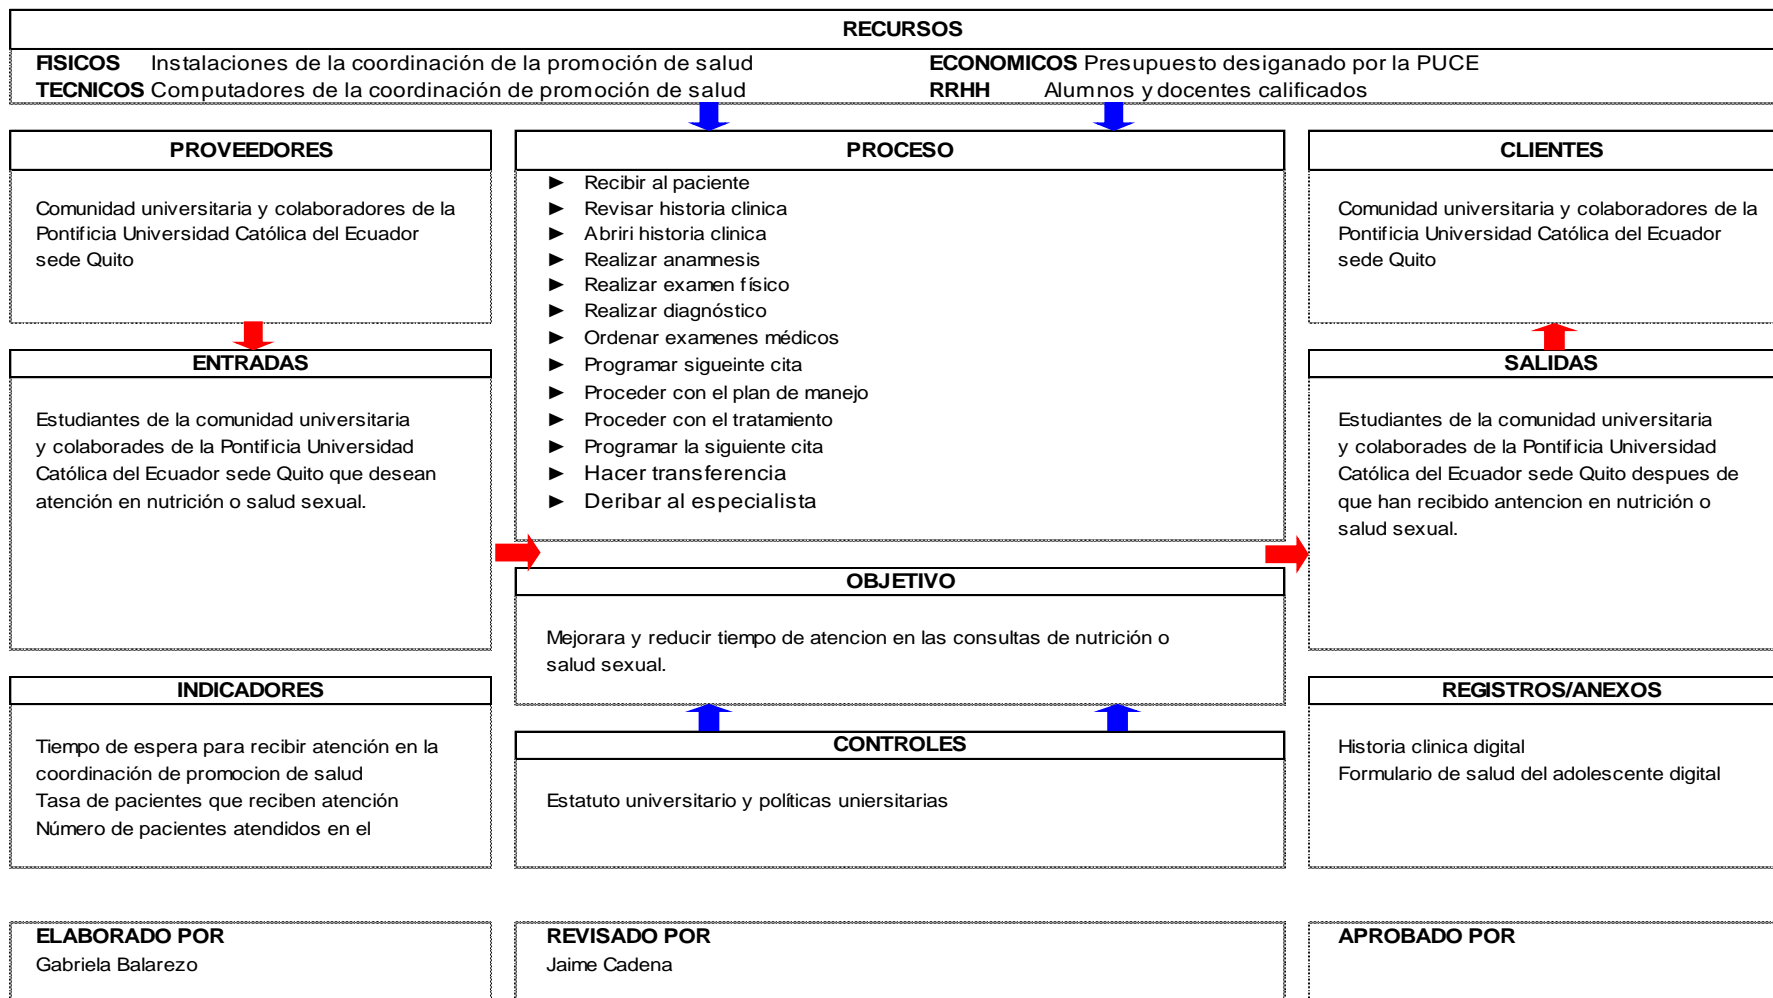 RECURSOS
FISICOS Instalaciones de la coordinación de la promoción de salud
ECONOMICOS Presupuesto desiganado por la PUCE
TECNICOS Computadores de la coordinación de promoción de salud
RRHH Alumnos y docentes calificados
PROVEEDORES
Comunidad universitaria y colaboradores de la
Pontificia Universidad Católica del Ecuador
sede Quito
ENTRADAS
Estudiantes de la comunidad universitaria
y colaborades de la Pontificia Universidad
Católica del Ecuador sede Quito que desean
atención en nutrición o salud sexual.
INDICADORES
Tiempo de espera para recibir atención en la
coordinación de promocion de salud
Tasa de pacientes que reciben atención
Número de pacientes atendidos en el
PROCESO
► Recibir al paciente
► Revisar historia clinica
► Abriri historia clinica
► Realizar anamnesis
► Realizar examen físico
► Realizar diagnóstico
► Ordenar examenes médicos
► Programar sigueinte cita
► Proceder con el plan de manejo
► Proceder con el tratamiento
► Programar la siguiente cita
► Hacer transferencia
► Deribar al especialista
OBJETIVO
Mejorara y reducir tiempo de atencion en las consultas de nutrición o
salud sexual.
CONTROLES
Estatuto universitario y políticas uniersitarias
CLIENTES
Comunidad universitaria y colaboradores de la
Pontificia Universidad Católica del Ecuador
sede Quito
SALIDAS
Estudiantes de la comunidad universitaria
y colaborades de la Pontificia Universidad
Católica del Ecuador sede Quito despues de
que han recibido antencion en nutrición o
salud sexual.
REGISTROS/ANEXOS
Historia clinica digital
Formulario de salud del adolescente digital
ELABORADO POR
Gabriela Balarezo
REVISADO POR
Jaime Cadena
APROBADO POR